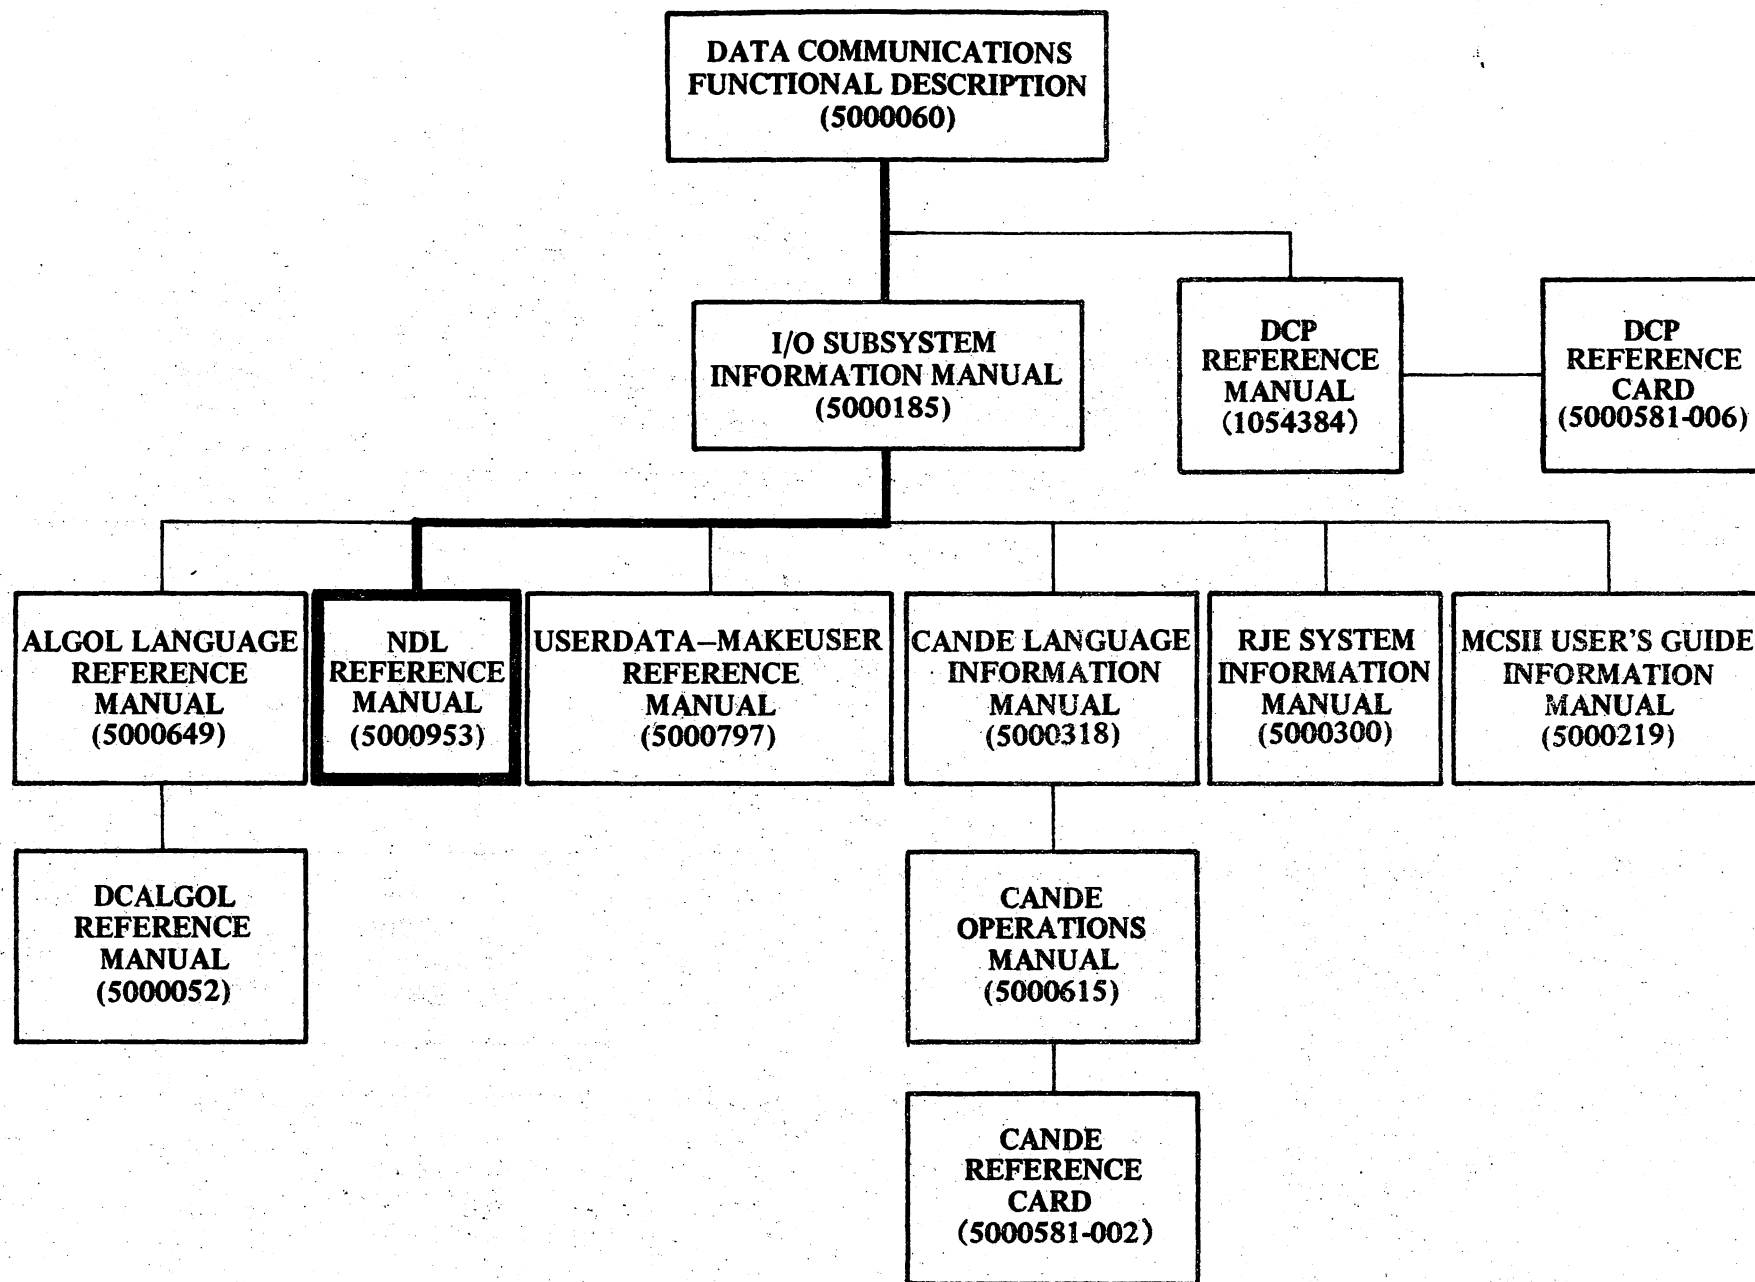 DATA COMMUNICATIONS
FUNCTIONAL DESCRIPTION
(5000060)
I/O SUBSYSTEM
INFORMATION MANUAL
(5000185)
DCP
REFERENCE
MANUAL
(1054384)
DCP
REFERENCE
CARD
(5000581-006)
ALGOL LANGUAGE
REFERENCE
MANUAL
(5000649)
NDL
REFERENCE
MANUAL
(5000953)
USERDATA–MAKEUSER
REFERENCE
MANUAL
(5000797)
CANDE LANGUAGE
INFORMATION
MANUAL
(5000318)
RJE SYSTEM
INFORMATION
MANUAL
(5000300)
MCSII USER'S GUIDE
INFORMATION
MANUAL
(5000219)
DCALGOL
REFERENCE
MANUAL
(5000052)
CANDE
OPERATIONS
MANUAL
(5000615)
CANDE
REFERENCE
CARD
(5000581-002)